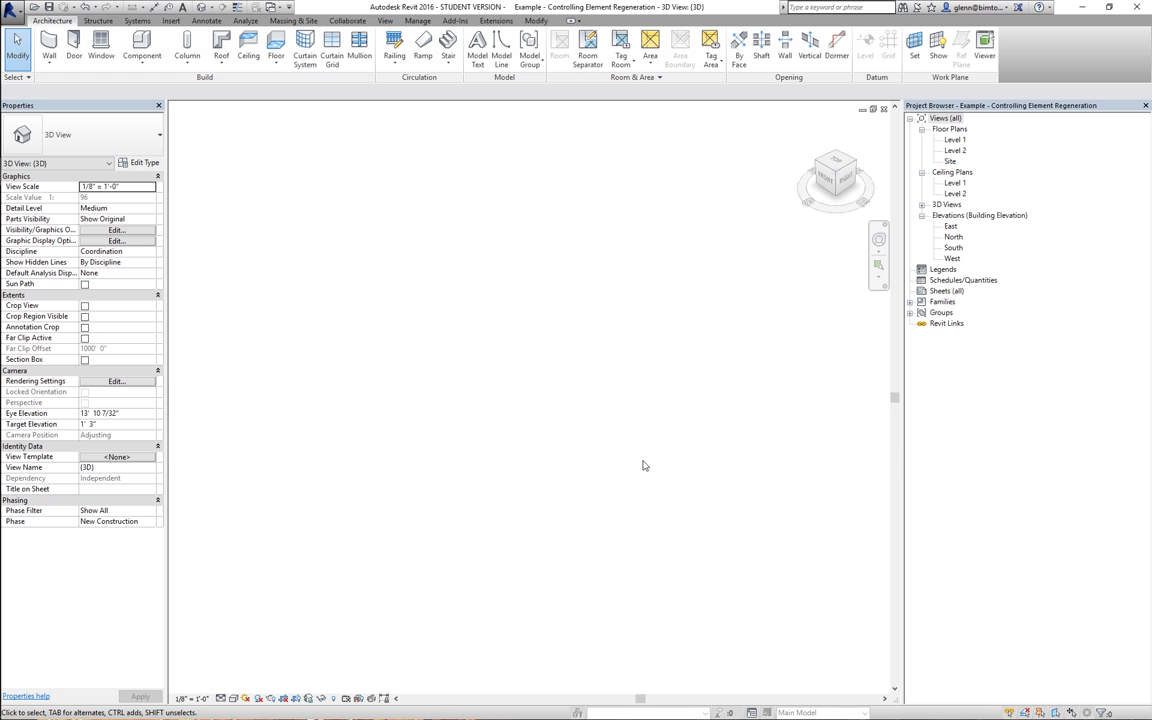 Autodesk Revit 2016 - STUDENT VERSION - Example - Controlling Element Regeneration - 3D View: {3D}
Type a keyword or phrase
glenn@bimto...
Architecture Structure Systems Insert Annotate Analyze Massing & Site Collaborate View Manage Add-Ins Extensions Modify
Modify Wall Door Window Component Column Roof Ceiling Floor Curtain System Curtain Grid Mullion Railing Ramp Stair Model Text Model Line Model Group Room Room Separator Tag Room Area Area Boundary Tag Area By Face Shaft Wall Vertical Dormer Level Grid Set Show Ref Plane Viewer
Select Build Circulation Model Room & Area Opening Datum Work Plane
Properties
3D View
3D View: {3D} Edit Type
Graphics
View Scale 1/8" = 1'-0"
Scale Value 1: 96
Detail Level Medium
Parts Visibility Show Original
Visibility/Graphics O... Edit...
Graphic Display Opti... Edit...
Discipline Coordination
Show Hidden Lines By Discipline
Default Analysis Disp... None
Sun Path
Extents
Crop View
Crop Region Visible
Annotation Crop
Far Clip Active
Far Clip Offset 1000' 0"
Section Box
Camera
Rendering Settings Edit...
Locked Orientation
Perspective
Eye Elevation 13' 10 7/32"
Target Elevation 1' 3"
Camera Position Adjusting
Identity Data
View Template <None>
View Name {3D}
Dependency Independent
Title on Sheet
Phasing
Phase Filter Show All
Phase New Construction
Properties help Apply
TOP
FRONT RIGHT
Project Browser - Example - Controlling Element Regeneration
Views (all)
Floor Plans
Level 1
Level 2
Site
Ceiling Plans
Level 1
Level 2
3D Views
Elevations (Building Elevation)
East
North
South
West
Legends
Schedules/Quantities
Sheets (all)
Families
Groups
Revit Links
1/8" = 1'-0"
Click to select, TAB for alternates, CTRL adds, SHIFT unselects.
:0
Main Model
:0